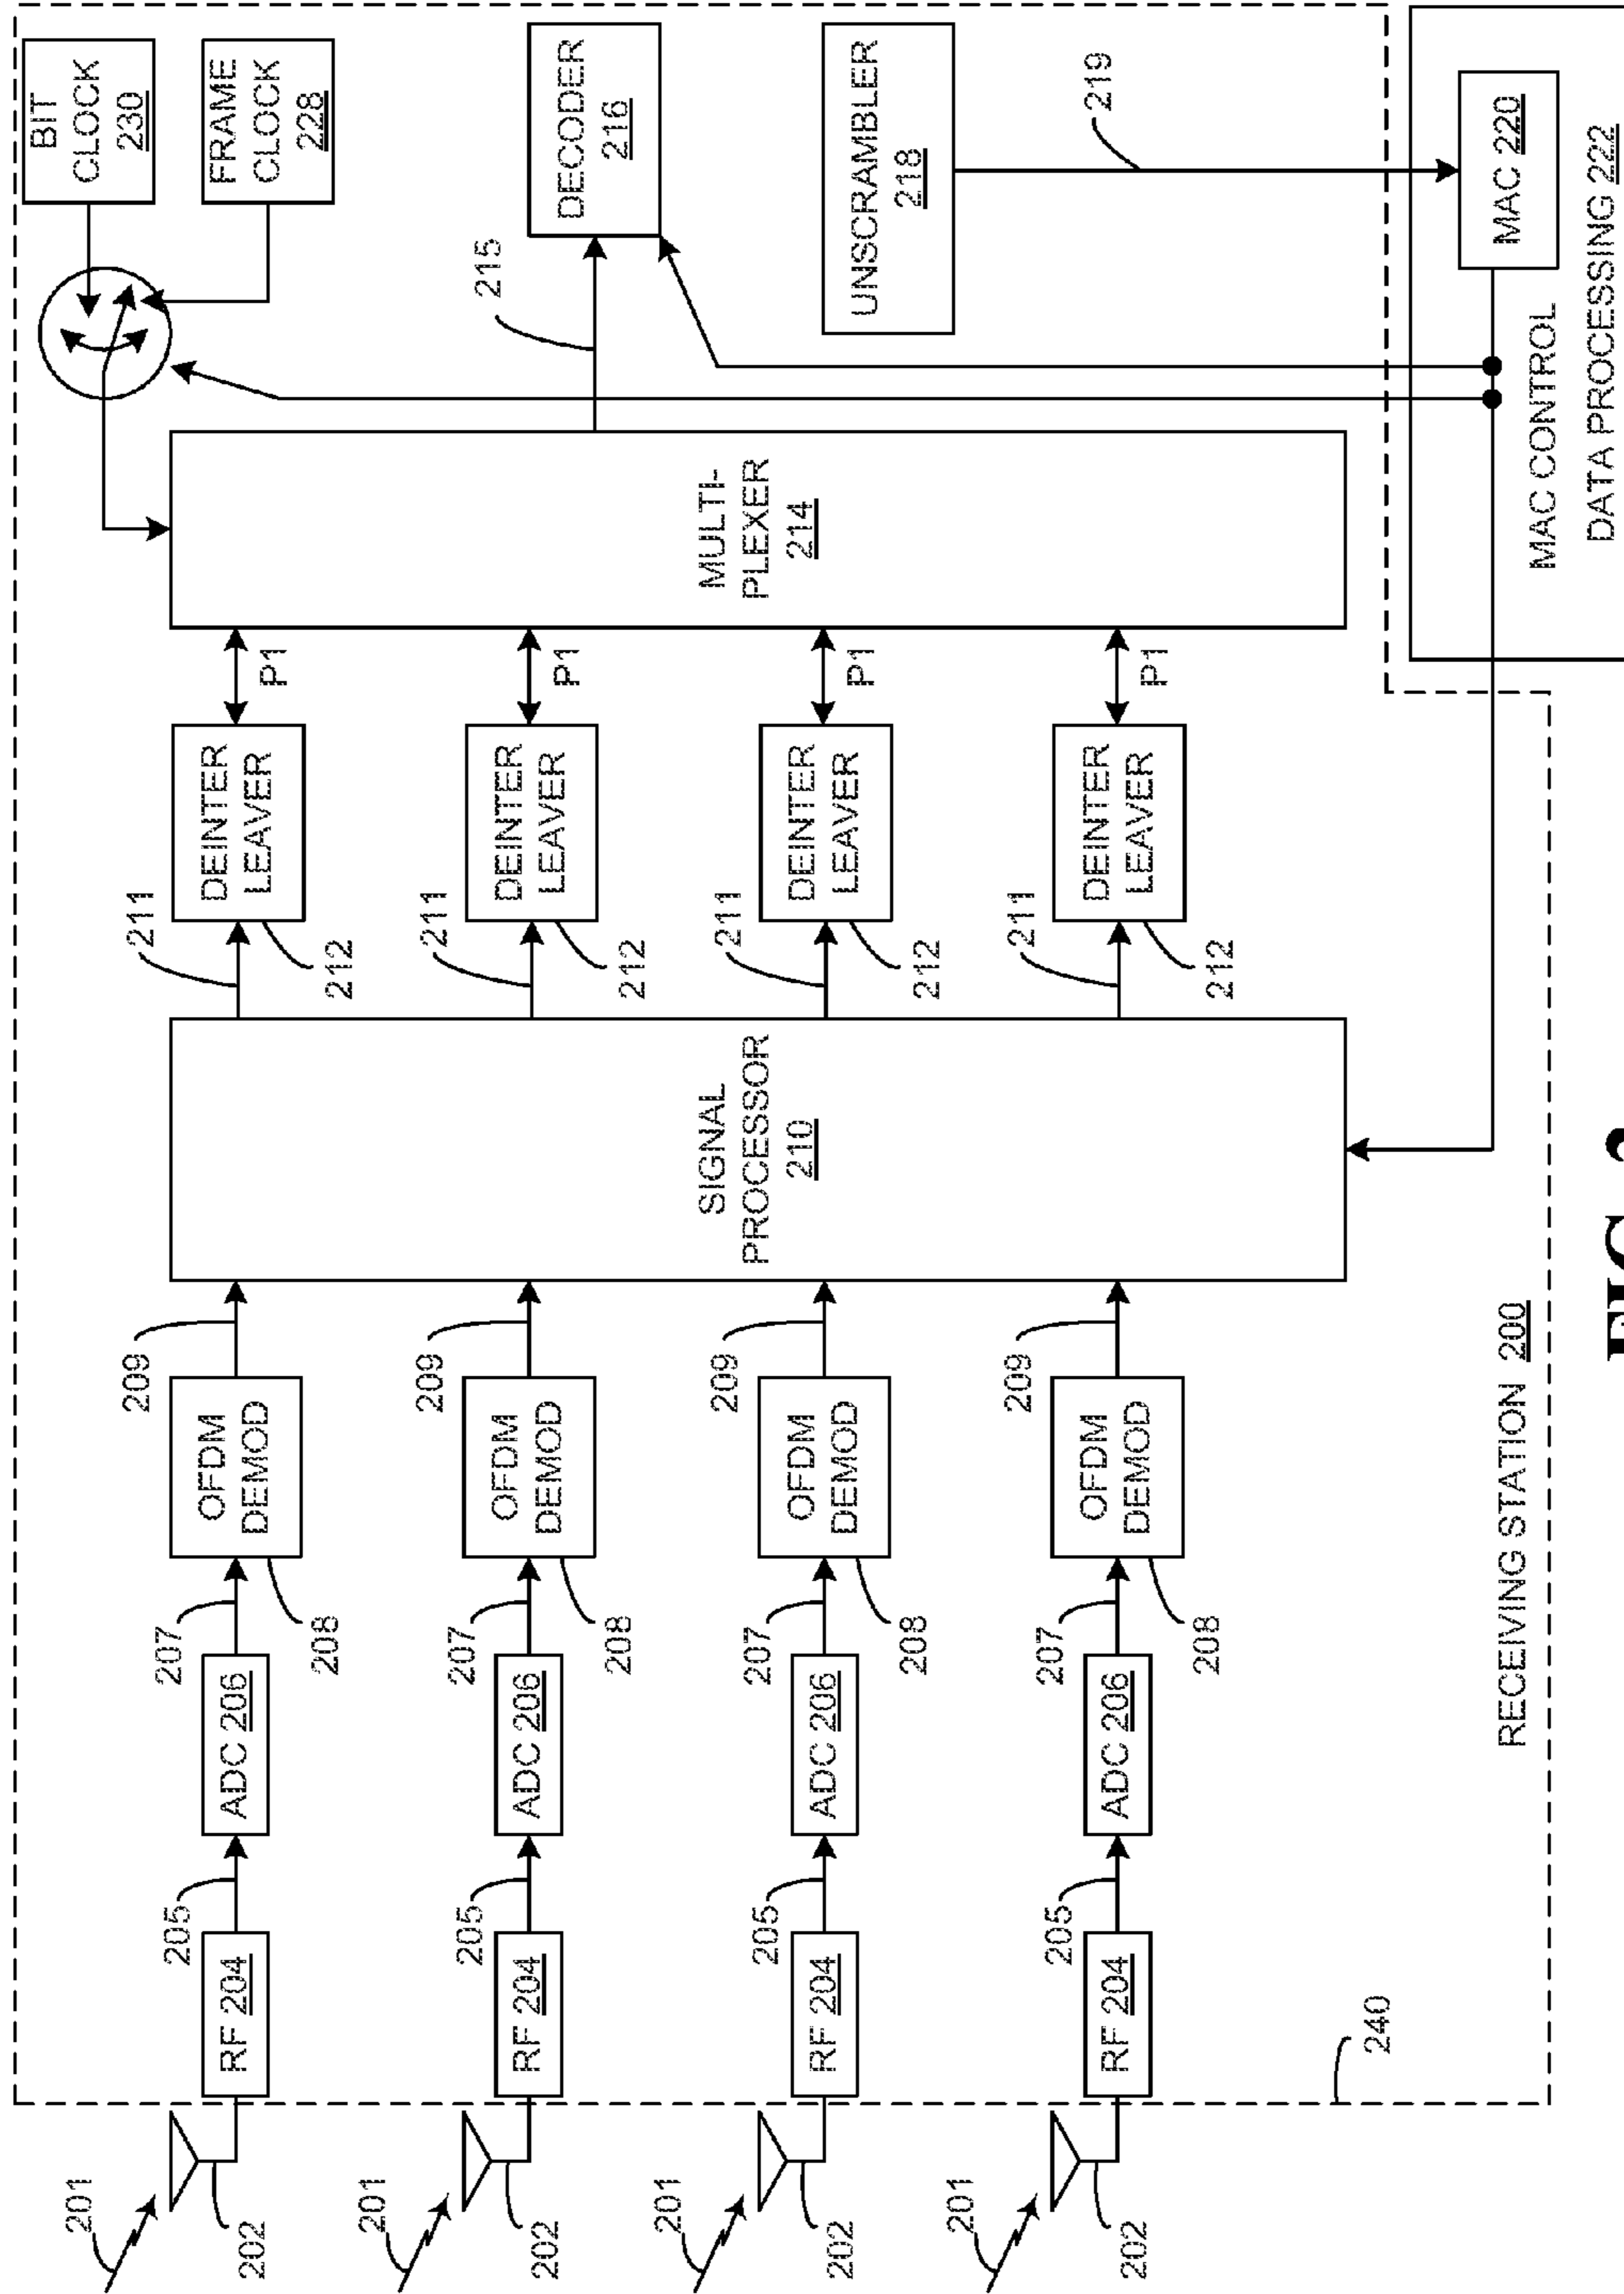 BIT
CLOCK
230
FRAME
CLOCK
228
201
202
RF 204
205
ADC 206
207
OFDM
DEMOD
208
209
211
DEINTER
LEAVER
212
P1
201
202
RF 204
205
ADC 206
207
OFDM
DEMOD
208
209
211
DEINTER
LEAVER
212
P1
201
202
RF 204
205
ADC 206
207
OFDM
DEMOD
208
209
211
DEINTER
LEAVER
212
P1
201
202
RF 204
205
ADC 206
207
OFDM
DEMOD
208
209
211
DEINTER
LEAVER
212
P1
SIGNAL
PROCESSOR
210
MULTI-
PLEXER
214
215
DECODER
216
UNSCRAMBLER
218
219
MAC 220
MAC CONTROL
DATA PROCESSING 222
240
RECEIVING STATION 200
FIG.